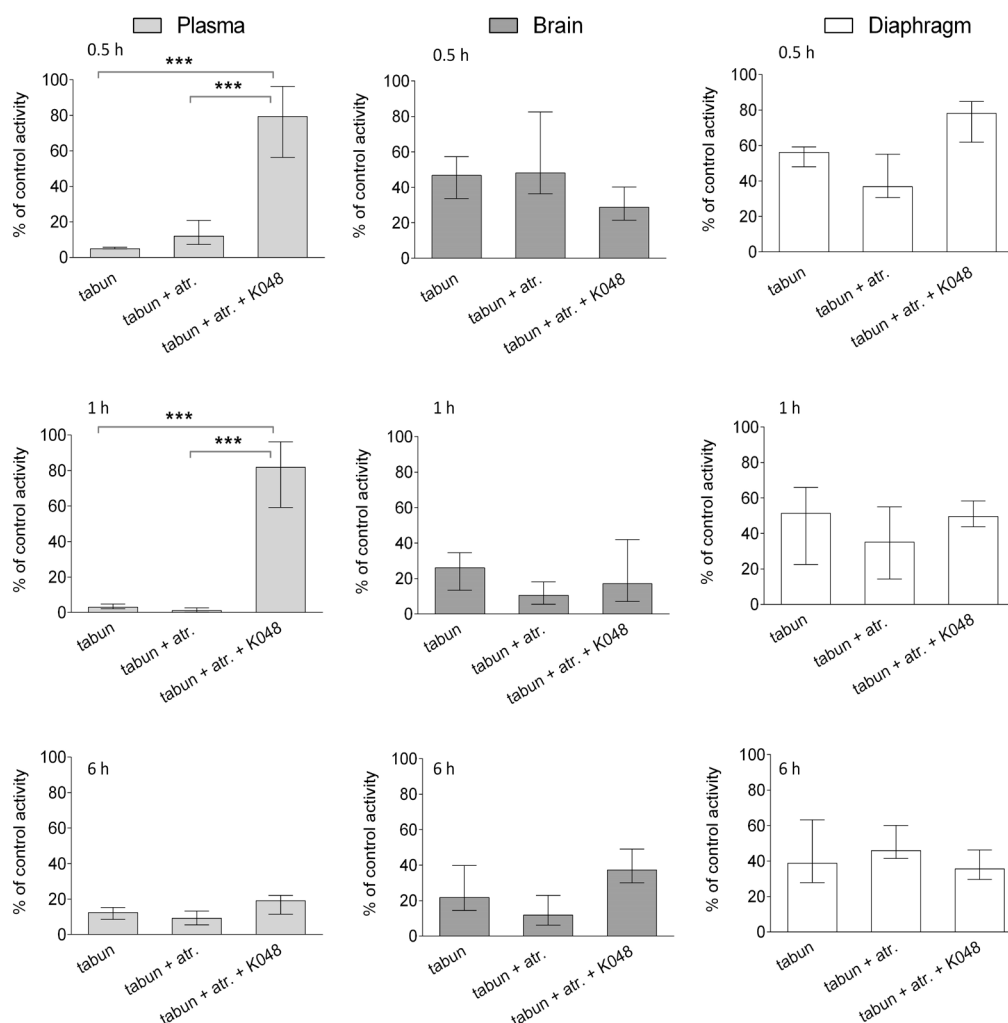 Plasma
Brain
Diaphragm
0.5 h
***
***
% of control activity
100
80
60
40
20
0
tabun
tabun + atr.
tabun + atr. + K048
0.5 h
% of control activity
100
80
60
40
20
0
tabun
tabun + atr.
tabun + atr. + K048
0.5 h
% of control activity
100
80
60
40
20
0
tabun
tabun + atr.
tabun + atr. + K048
1 h
***
***
% of control activity
100
80
60
40
20
0
tabun
tabun + atr.
tabun + atr. + K048
1 h
% of control activity
100
80
60
40
20
0
tabun
tabun + atr.
tabun + atr. + K048
1 h
% of control activity
100
80
60
40
20
0
tabun
tabun + atr.
tabun + atr. + K048
6 h
% of control activity
100
80
60
40
20
0
tabun
tabun + atr.
tabun + atr. + K048
6 h
% of control activity
100
80
60
40
20
0
tabun
tabun + atr.
tabun + atr. + K048
6 h
% of control activity
100
80
60
40
20
0
tabun
tabun + atr.
tabun + atr. + K048